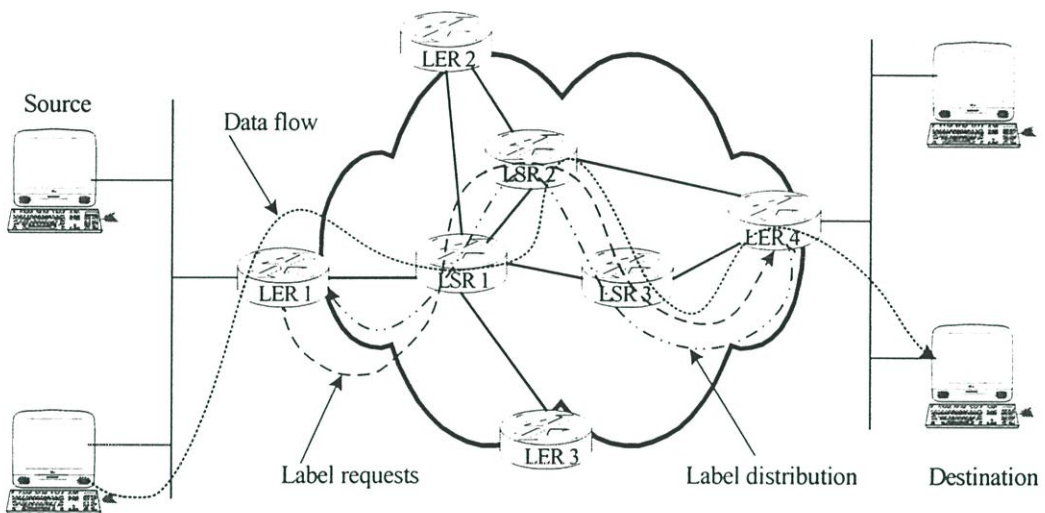 LER 2
Source
Data flow
LSR 2
LER 4
LER 1
LSR 1
LSR 3
LER 3
Label requests
Label distribution
Destination